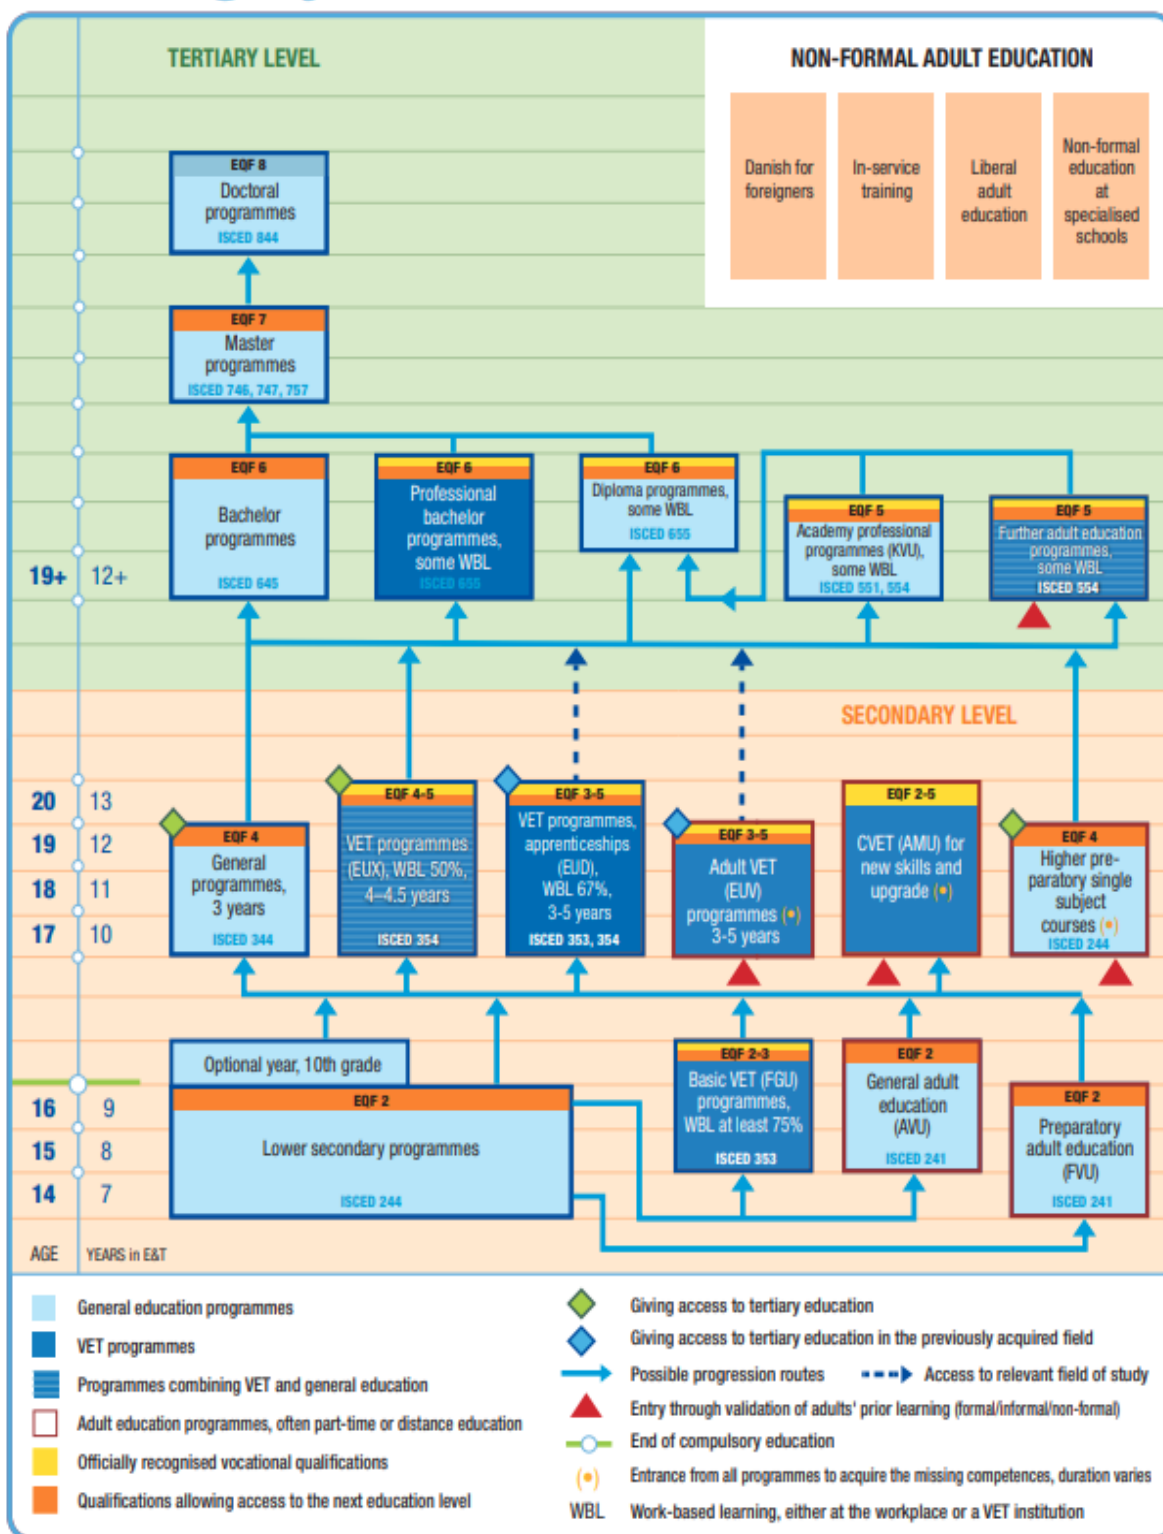 TERTIARY LEVEL
NON-FORMAL ADULT EDUCATION
Danish for
foreigners
In-service
training
Liberal
adult
education
Non-formal
education
at
specialised
schools
EQF 8
Doctoral
programmes
ISCED 844
EQF 7
Master
programmes
ISCED 746, 747, 757
EQF 6
Bachelor
programmes
ISCED 645
EQF 6
Professional
bachelor
programmes,
some WBL
ISCED 655
EQF 6
Diploma programmes,
some WBL
ISCED 655
EQF 5
Academy professional
programmes (KVU),
some WBL
ISCED 551, 554
EQF 5
Further adult education
programmes,
some WBL
ISCED 554
19+ 12+
SECONDARY LEVEL
20 13
19 12
18 11
17 10
EQF 4
General
programmes,
3 years
ISCED 344
EQF 4-5
VET programmes
(EUX), WBL 50%,
4–4.5 years
ISCED 354
EQF 3-5
VET programmes,
apprenticeships
(EUD),
WBL 67%,
3-5 years
ISCED 353, 354
EQF 3-5
Adult VET
(EUV)
programmes (•)
3-5 years
EQF 2-5
CVET (AMU) for
new skills and
upgrade (•)
EQF 4
Higher pre-
paratory single
subject
courses (•)
ISCED 244
Optional year, 10th grade
EQF 2
Lower secondary programmes
ISCED 244
EQF 2-3
Basic VET (FGU)
programmes,
WBL at least 75%
ISCED 353
EQF 2
General adult
education
(AVU)
ISCED 241
EQF 2
Preparatory
adult education
(FVU)
ISCED 241
16 9
15 8
14 7
AGE YEARS in E&T
General education programmes
VET programmes
Programmes combining VET and general education
Adult education programmes, often part-time or distance education
Officially recognised vocational qualifications
Qualifications allowing access to the next education level
Giving access to tertiary education
Giving access to tertiary education in the previously acquired field
Possible progression routes
Access to relevant field of study
Entry through validation of adults' prior learning (formal/informal/non-formal)
End of compulsory education
(•) Entrance from all programmes to acquire the missing competences, duration varies
WBL Work-based learning, either at the workplace or a VET institution